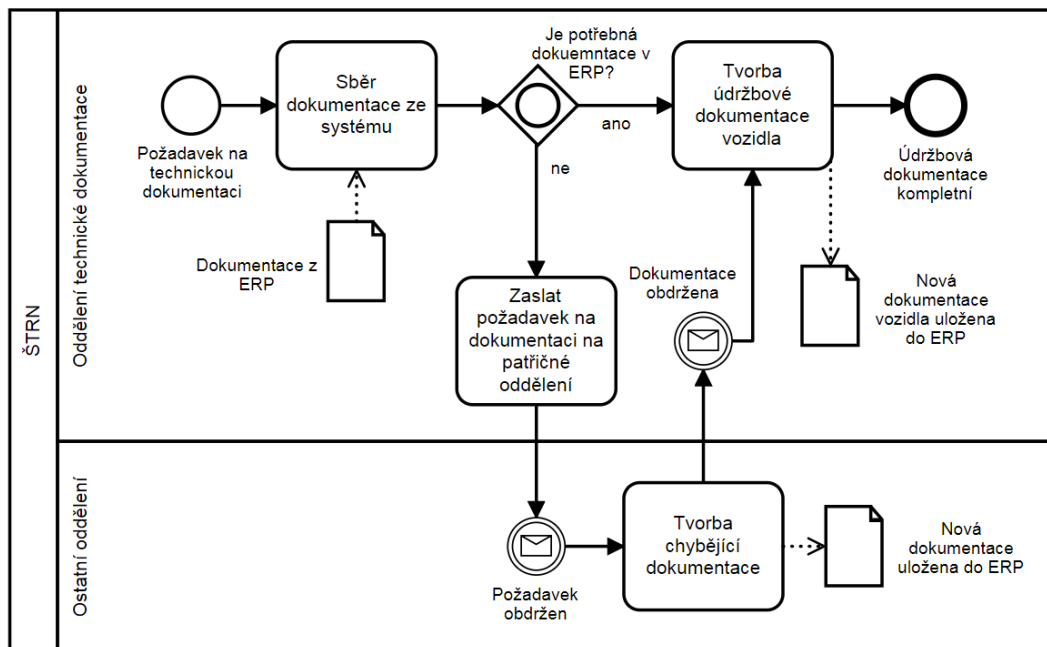 ŠTRN
Oddělení technické dokumentace
Požadavek na
technickou
dokumentaci
Sběr
dokumentace ze
systému
Dokumentace z
ERP
Je potřebná
dokuemntace v
ERP?
ano
ne
Tvorba
údržbové
dokumentace
vozidla
Údržbová
dokumentace
kompletní
Nová
dokumentace
vozidla uložena
do ERP
Zaslat
požadavek na
dokumentaci na
patřičné
oddělení
Dokumentace
obdržena
Ostatní oddělení
Požadavek
obdržen
Tvorba
chybějící
dokumentace
Nová
dokumentace
uložena do ERP